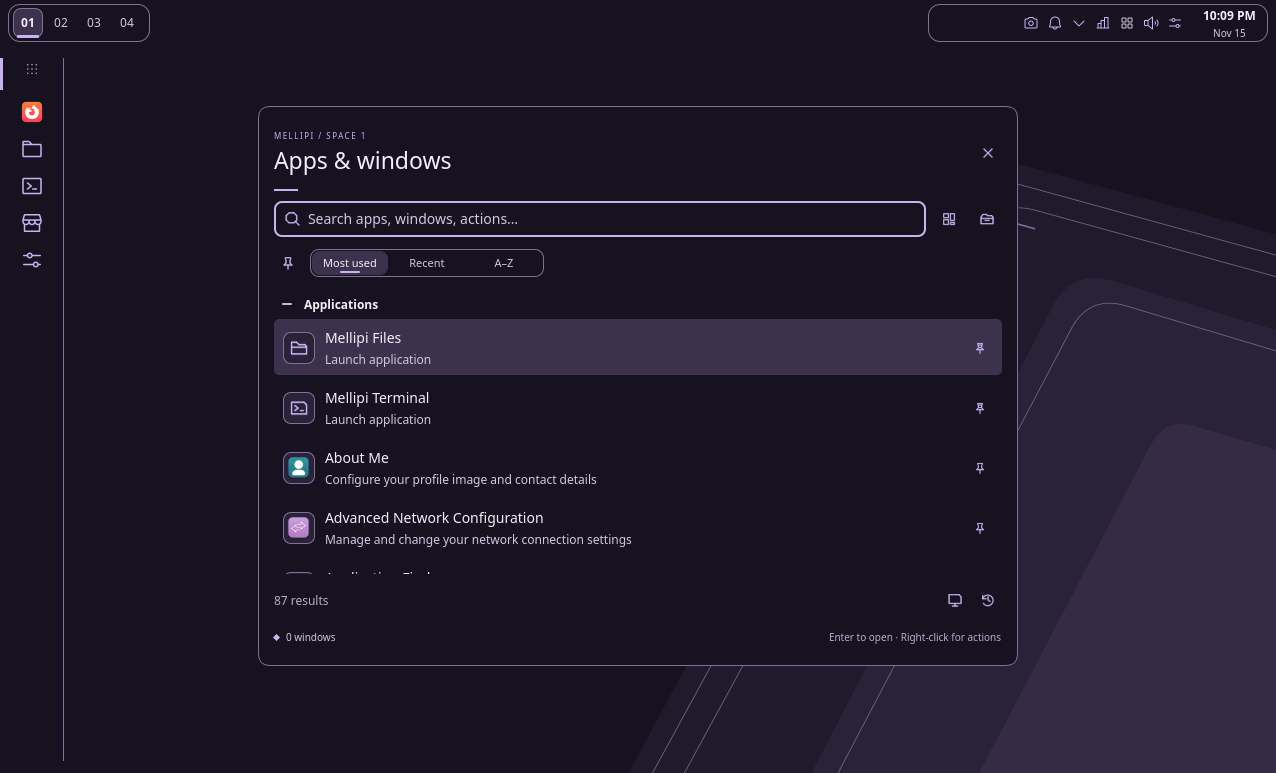 01 02 03 04
10:09 PM
Nov 15
MELLIPI / SPACE 1
Apps & windows
Search apps, windows, actions...
Most used Recent A–Z
Applications
Mellipi Files
Launch application
Mellipi Terminal
Launch application
About Me
Configure your profile image and contact details
Advanced Network Configuration
Manage and change your network connection settings
87 results
0 windows
Enter to open · Right-click for actions